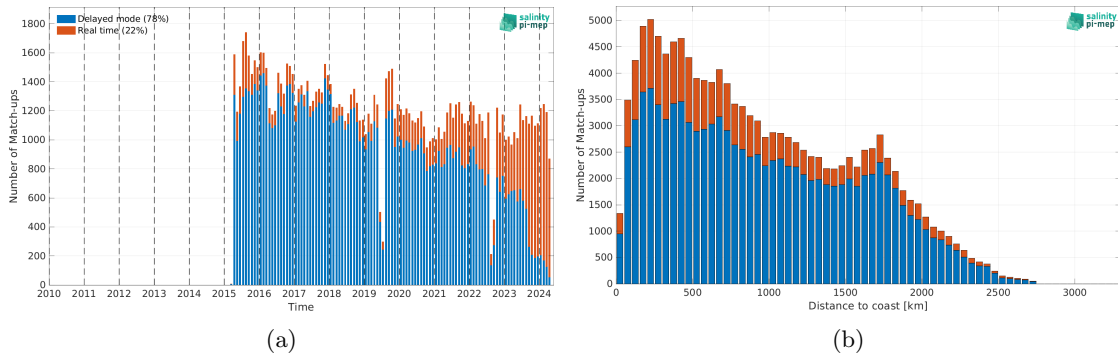 Delayed mode (78%)
Real time (22%)
salinity
pi-mep
Number of Match-ups
1800
1600
1400
1200
1000
800
600
400
200
0
2010 2011 2012 2013 2014 2015 2016 2017 2018 2019 2020 2021 2022 2023 2024
Time
(a)
salinity
pi-mep
Number of Match-ups
5000
4500
4000
3500
3000
2500
2000
1500
1000
500
0
0 500 1000 1500 2000 2500 3000
Distance to coast [km]
(b)